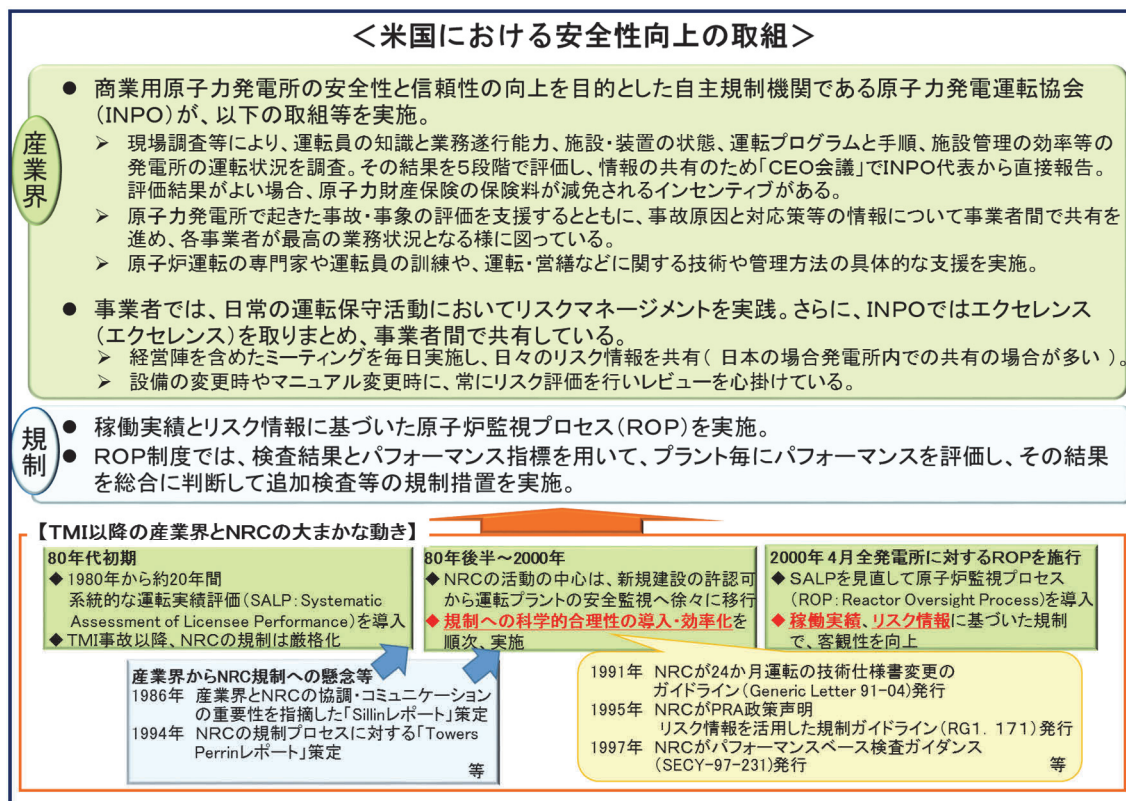 ＜米国における安全性向上の取組＞
産業界
● 商業用原子力発電所の安全性と信頼性の向上を目的とした自主規制機関である原子力発電運転協会
(INPO)が、以下の取組等を実施。
➢ 現場調査等により、運転員の知識と業務遂行能力、施設・装置の状態、運転プログラムと手順、施設管理の効率等の
発電所の運転状況を調査。その結果を5段階で評価し、情報の共有のため「CEO会議」でINPO代表から直接報告。
評価結果がよい場合、原子力財産保険の保険料が減免されるインセンティブがある。
➢ 原子力発電所で起きた事故・事象の評価を支援するとともに、事故原因と対応策等の情報について事業者間で共有を
進め、各事業者が最高の業務状況となる様に図っている。
➢ 原子炉運転の専門家や運転員の訓練や、運転・営繕などに関する技術や管理方法の具体的な支援を実施。
● 事業者では、日常の運転保守活動においてリスクマネージメントを実践。さらに、INPOではエクセレンス
(エクセレンス)を取りまとめ、事業者間で共有している。
➢ 経営陣を含めたミーティングを毎日実施し、日々のリスク情報を共有( 日本の場合発電所内での共有の場合が多い )。
➢ 設備の変更時やマニュアル変更時に、常にリスク評価を行いレビューを心掛けている。
規制
● 稼働実績とリスク情報に基づいた原子炉監視プロセス(ROP)を実施。
● ROP制度では、検査結果とパフォーマンス指標を用いて、プラント毎にパフォーマンスを評価し、その結果
を総合に判断して追加検査等の規制措置を実施。
【TMI以降の産業界とNRCの大まかな動き】
80年代初期
◆ 1980年から約20年間
系統的な運転実績評価(SALP：Systematic
Assessment of Licensee Performance)を導入
◆ TMI事故以降、NRCの規制は厳格化
80年後半～2000年
◆ NRCの活動の中心は、新規建設の許認可
から運転プラントの安全監視へ徐々に移行
◆ 規制への科学的合理性の導入・効率化を
順次、実施
2000年4月全発電所に対するROPを施行
◆ SALPを見直して原子炉監視プロセス
(ROP：Reactor Oversight Process)を導入
◆ 稼働実績、リスク情報に基づいた規制
で、客観性を向上
産業界からNRC規制への懸念等
1986年 産業界とNRCの協調・コミュニケーション
の重要性を指摘した「Sillinレポート」策定
1994年 NRCの規制プロセスに対する「Towers
Perrinレポート」策定
等
1991年 NRCが24か月運転の技術仕様書変更の
ガイドライン(Generic Letter 91-04)発行
1995年 NRCがPRA政策声明
リスク情報を活用した規制ガイドライン(RG1．171)発行
1997年 NRCがパフォーマンスベース検査ガイダンス
(SECY-97-231)発行 等